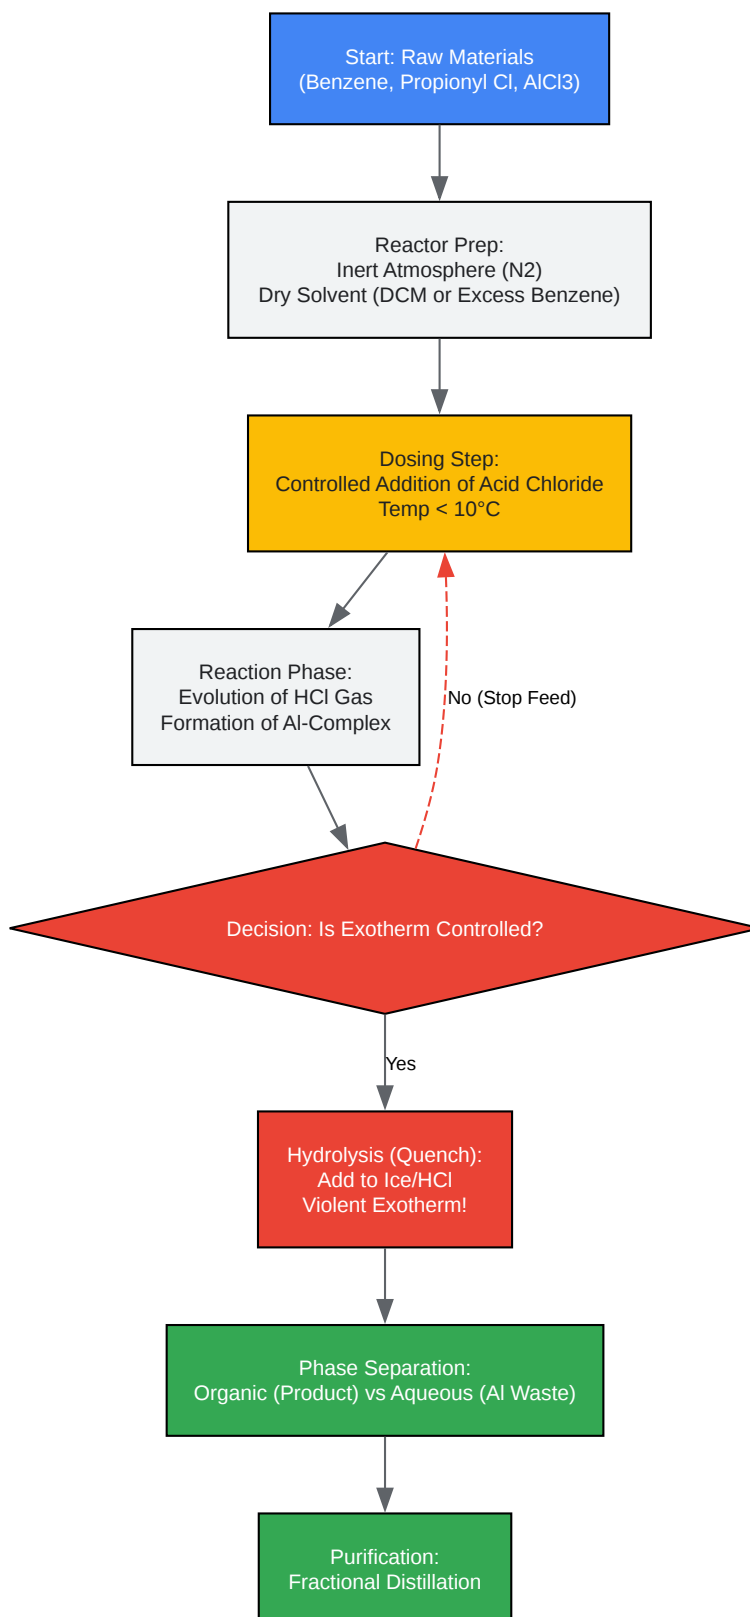 Start: Raw Materials
(Benzene, Propionyl Cl, AlCl3)
Reactor Prep:
Inert Atmosphere (N2)
Dry Solvent (DCM or Excess Benzene)
Dosing Step:
Controlled Addition of Acid Chloride
Temp < 10°C
Reaction Phase:
Evolution of HCl Gas
Formation of Al-Complex
No (Stop Feed)
Decision: Is Exotherm Controlled?
Yes
Hydrolysis (Quench):
Add to Ice/HCl
Violent Exotherm!
Phase Separation:
Organic (Product) vs Aqueous (Al Waste)
Purification:
Fractional Distillation